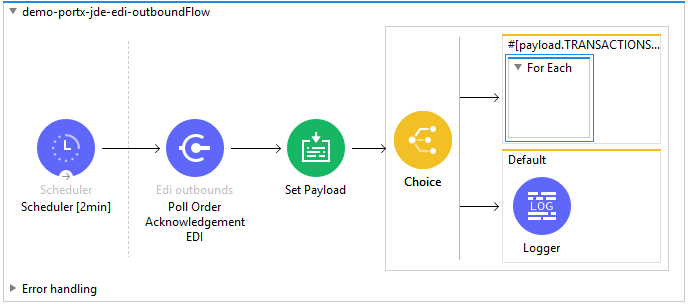 demo-portx-jde-edi-outboundFlow
#[payload.TRANSACTIONS...
For Each
Scheduler
Scheduler [2min]
Edi outbounds
Poll Order
Acknowledgement
EDI
Set Payload
Choice
Default
LOG
Logger
Error handling